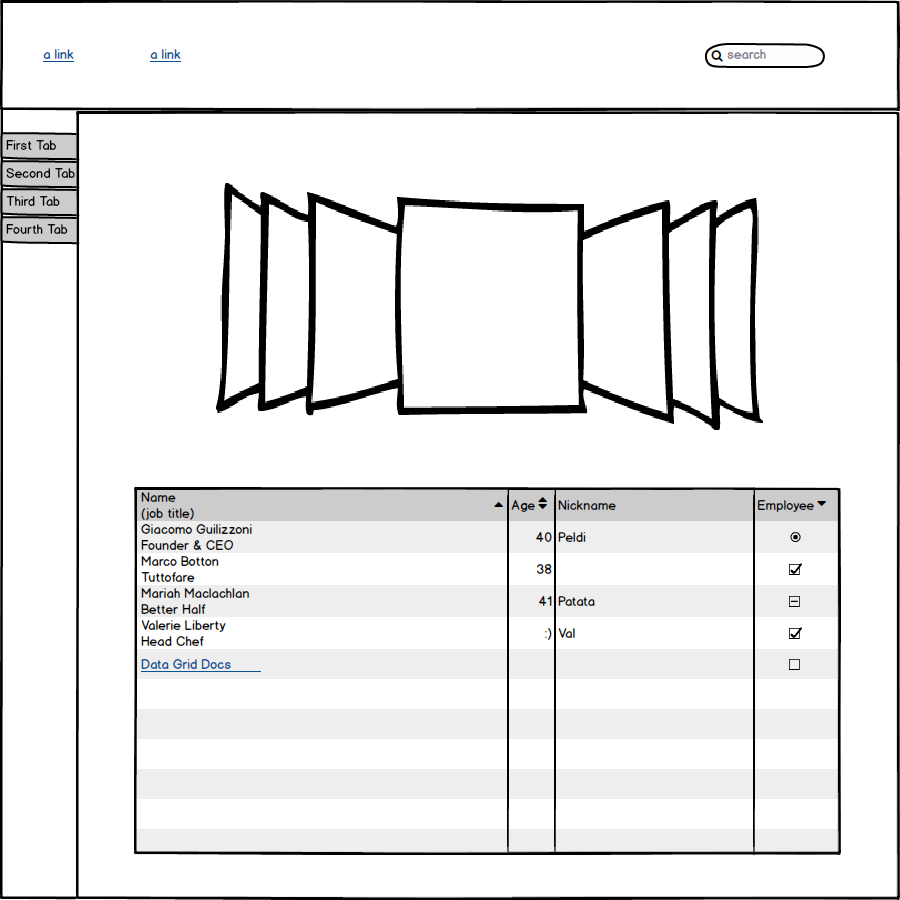 a link
a link
search
First Tab
Second Tab
Third Tab
Fourth Tab
Name
(job title)
Age
Nickname
Employee
Giacomo Guilizzoni
Founder & CEO
40
Peldi
Marco Botton
Tuttofare
38
Mariah Maclachlan
Better Half
41
Patata
Valerie Liberty
Head Chef
:)
Val
Data Grid Docs